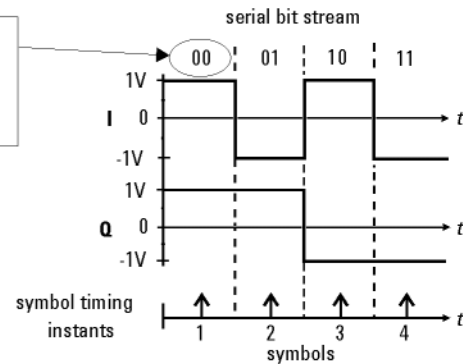 serial bit stream
00 01 10 11
1V
I 0 t
-1V
1V
Q 0 t
-1V
symbol timing
instants
t
1 2 3 4
symbols